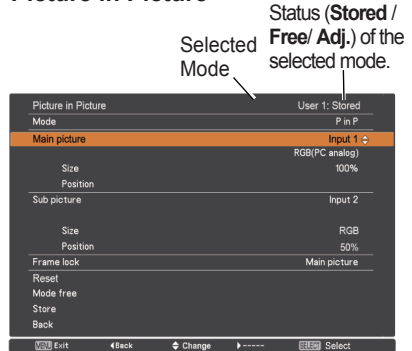 Picture in Picture
Status (Stored /
Free/ Adj.) of the
selected mode.
Selected
Mode
Picture in Picture User 1: Stored
Mode P in P
Main picture Input 1
RGB(PC analog)
Size 100%
Position
Sub picture Input 2
Size RGB
Position 50%
Frame lock Main picture
Reset
Mode free
Store
Back
MENU Exit Back Change ----- SELECT Select